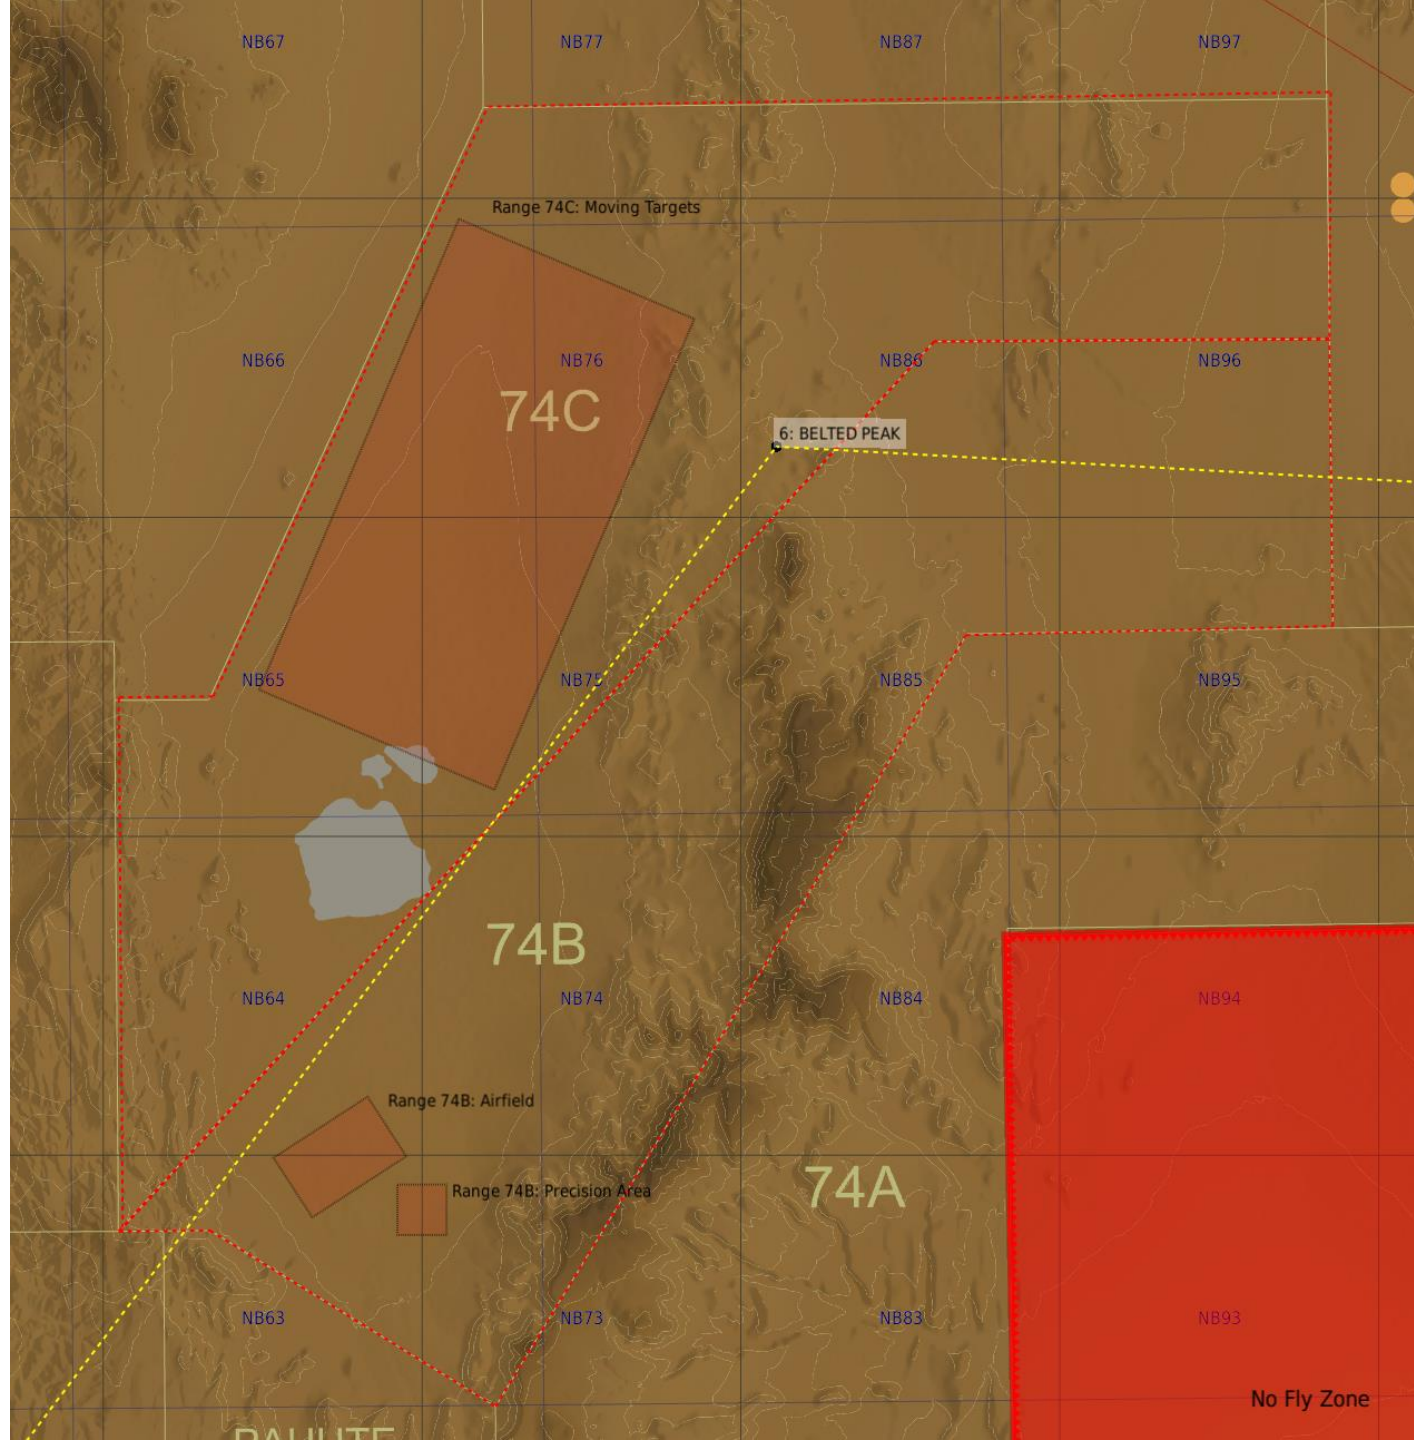 NB67
NB77
NB87
NB97
Range 74C: Moving Targets
NB66
NB76
NB86
NB96
74C
6: BELTED PEAK
NB65
NB75
NB85
NB95
74B
NB64
NB74
NB84
NB94
Range 74B: Airfield
74A
Range 74B: Precision Area
NB63
NB73
NB83
NB93
No Fly Zone
PAHUTE